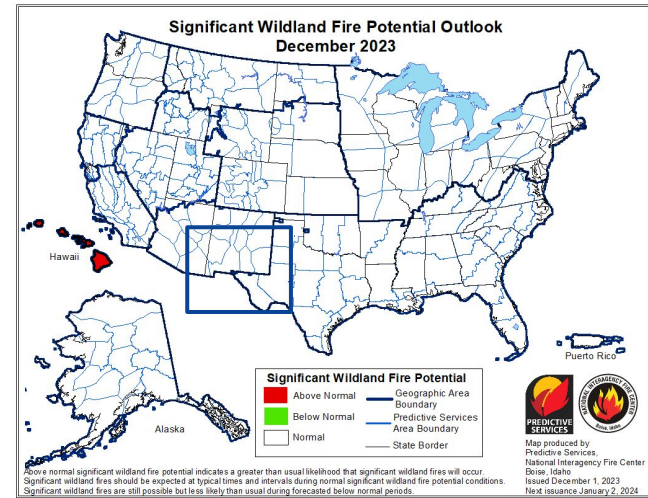 Significant Wildland Fire Potential Outlook
December 2023
Hawaii
Alaska
Puerto Rico
Significant Wildland Fire Potential
Above Normal
Below Normal
Normal
Geographic Area
Boundary
Predictive Services
Area Boundary
State Border
PREDICTIVE
SERVICES
NATIONAL INTERAGENCY FIRE CENTER
Boise, Idaho
Map produced by
Predictive Services,
National Interagency Fire Center
Boise, Idaho
Issued December 1, 2023
Next issuance January 2, 2024
Above normal significant wildland fire potential indicates a greater than usual likelihood that significant wildland fires will occur.
Significant wildland fires should be expected at typical times and intervals during normal significant wildland fire potential conditions.
Significant wildland fires are still possible but less likely than usual during forecasted below normal periods.